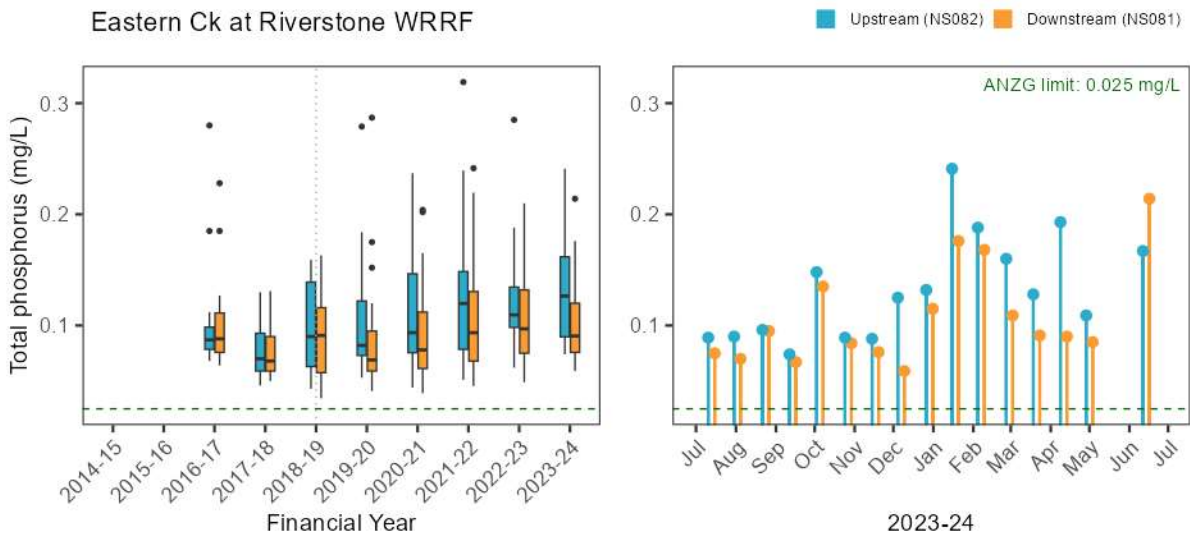 Eastern Ck at Riverstone WRRF
Upstream (NS082) Downstream (NS081)
Total phosphorus (mg/L)
0.3
0.2
0.1
2014-15 2015-16 2016-17 2017-18 2018-19 2019-20 2020-21 2021-22 2022-23 2023-24
Financial Year
ANZG limit: 0.025 mg/L
0.3
0.2
0.1
Jul Aug Sep Oct Nov Dec Jan Feb Mar Apr May Jun Jul
2023-24